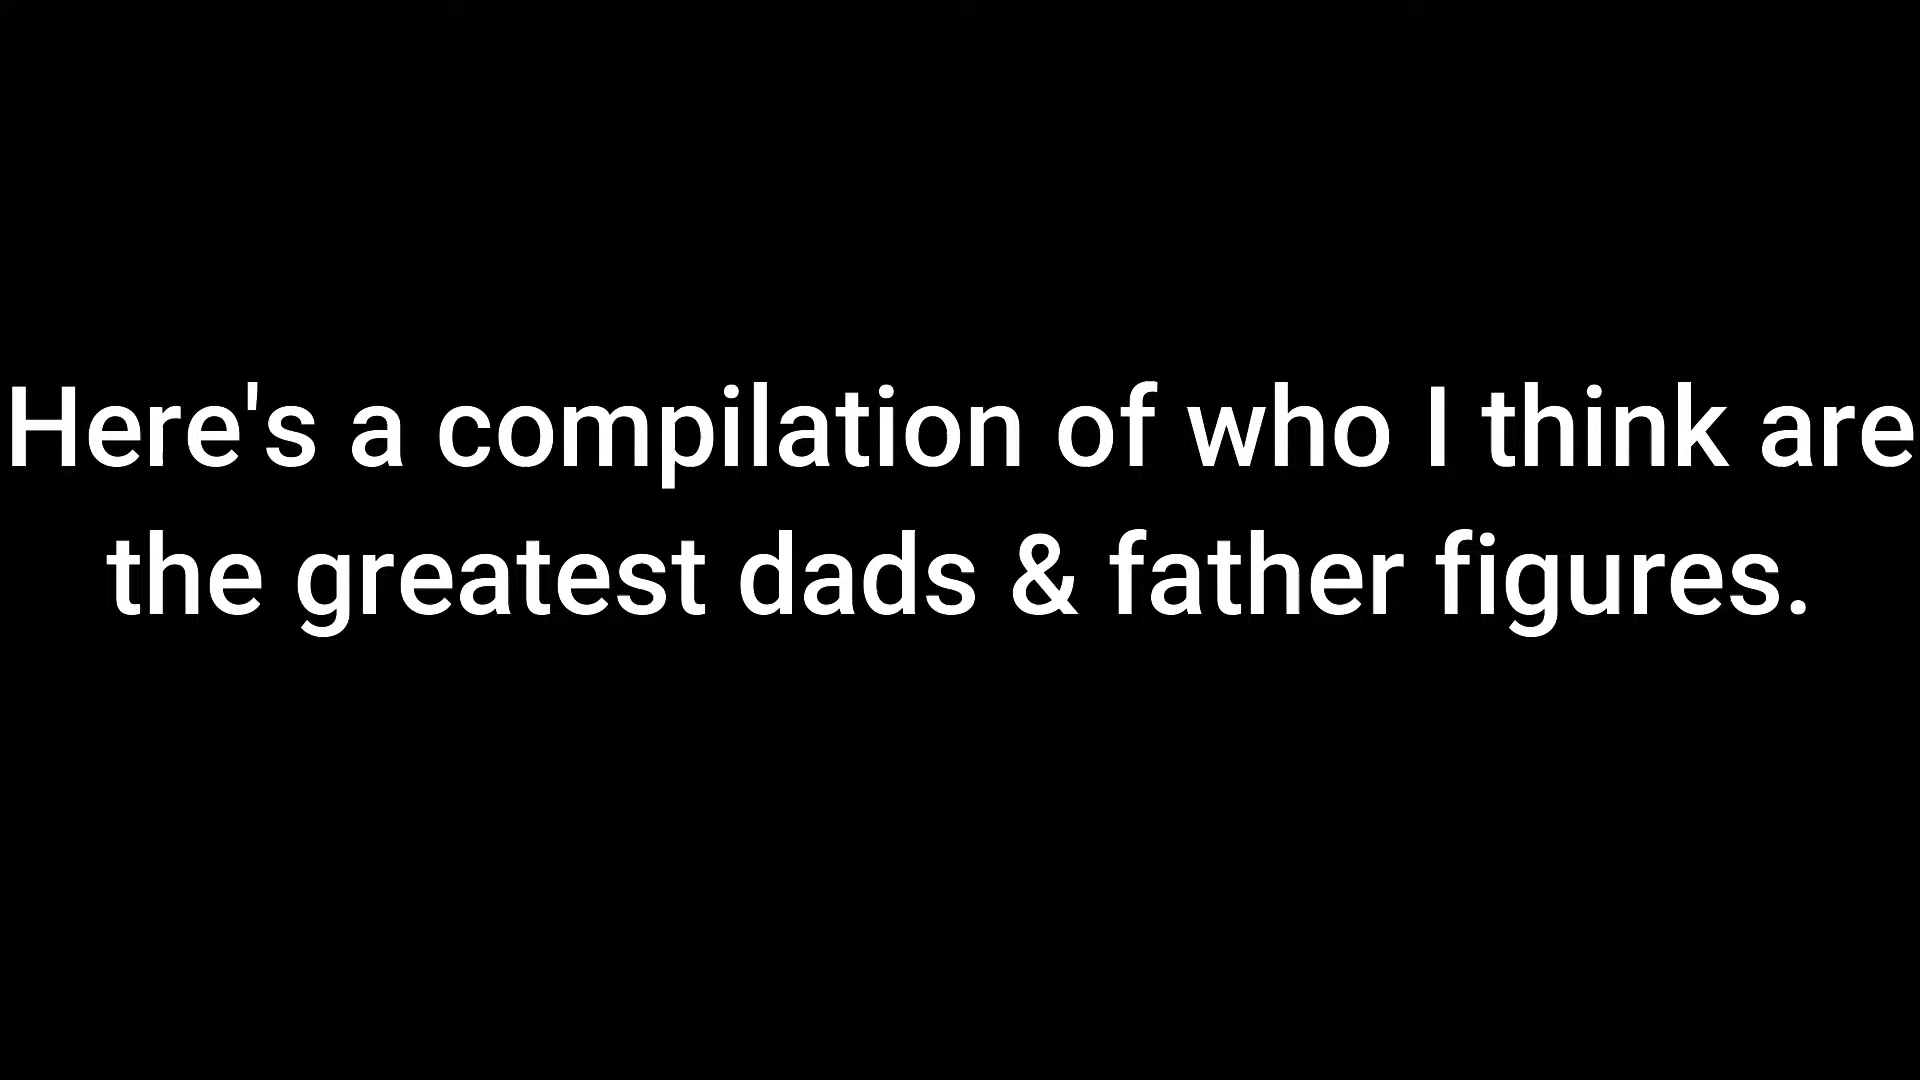 Here's a compilation of who I think are
the greatest dads & father figures.